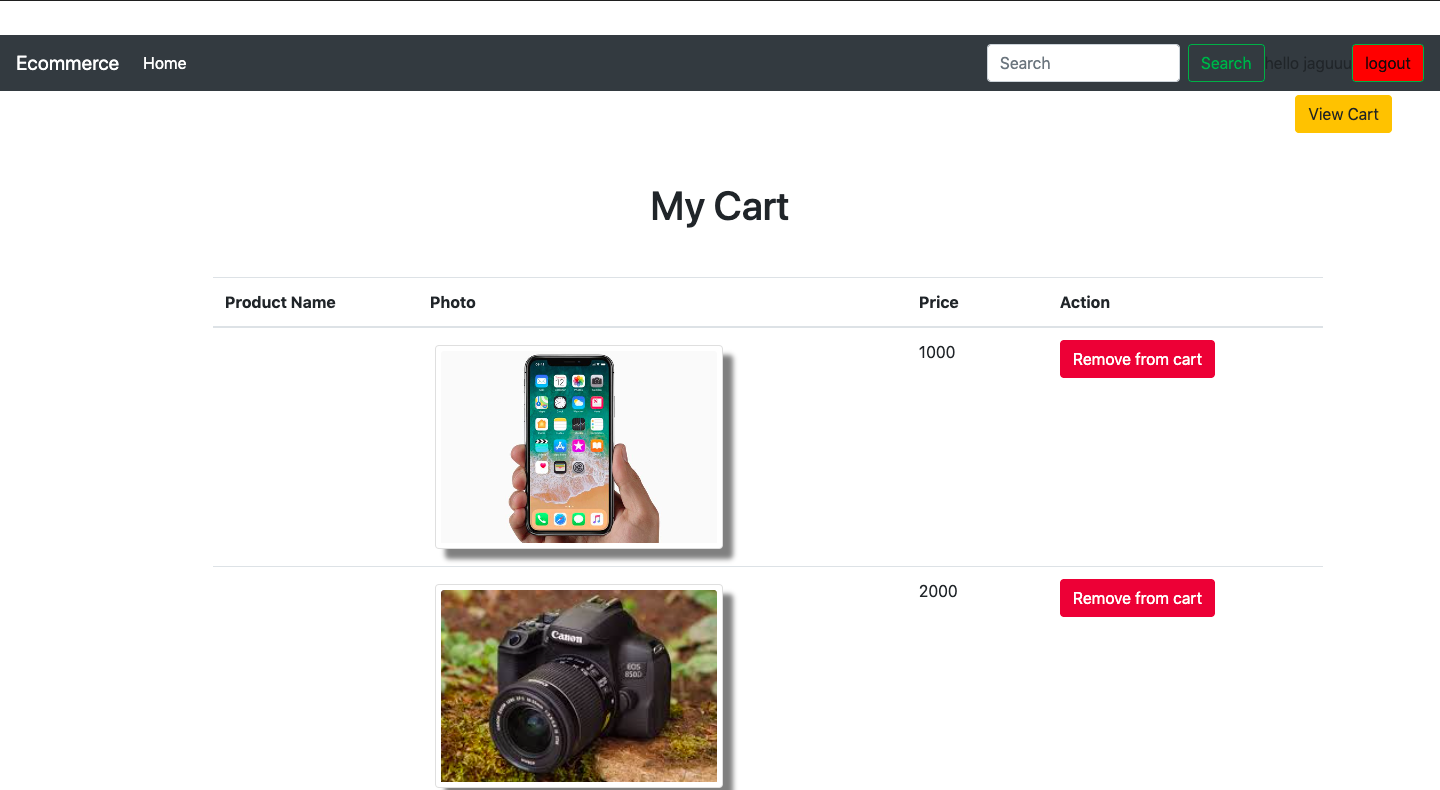 Ecommerce Home Search Search hello jaguuu logout
View Cart
My Cart
Product Name Photo Price Action
1000 Remove from cart
2000 Remove from cart
Canon
EOS
850D